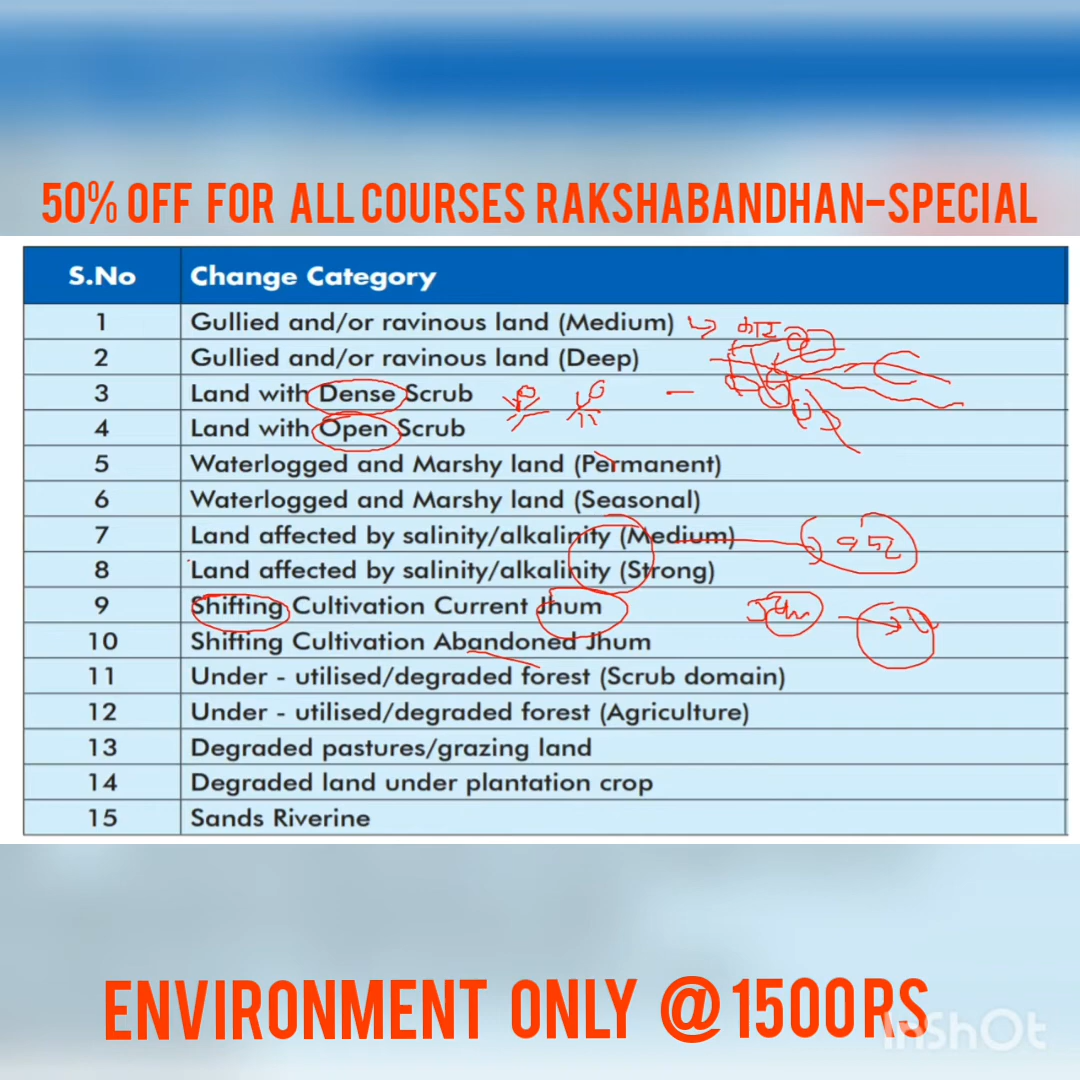 50% OFF FOR ALL COURSES RAKSHABANDHAN-SPECIAL
S.No Change Category
1 Gullied and/or ravinous land (Medium)
2 Gullied and/or ravinous land (Deep)
3 Land with Dense Scrub
4 Land with Open Scrub
5 Waterlogged and Marshy land (Permanent)
6 Waterlogged and Marshy land (Seasonal)
7 Land affected by salinity/alkalinity (Medium)
8 Land affected by salinity/alkalinity (Strong)
9 Shifting Cultivation Current Jhum
10 Shifting Cultivation Abandoned Jhum
11 Under - utilised/degraded forest (Scrub domain)
12 Under - utilised/degraded forest (Agriculture)
13 Degraded pastures/grazing land
14 Degraded land under plantation crop
15 Sands Riverine
ENVIRONMENT ONLY @ 1500 RS
InShOt